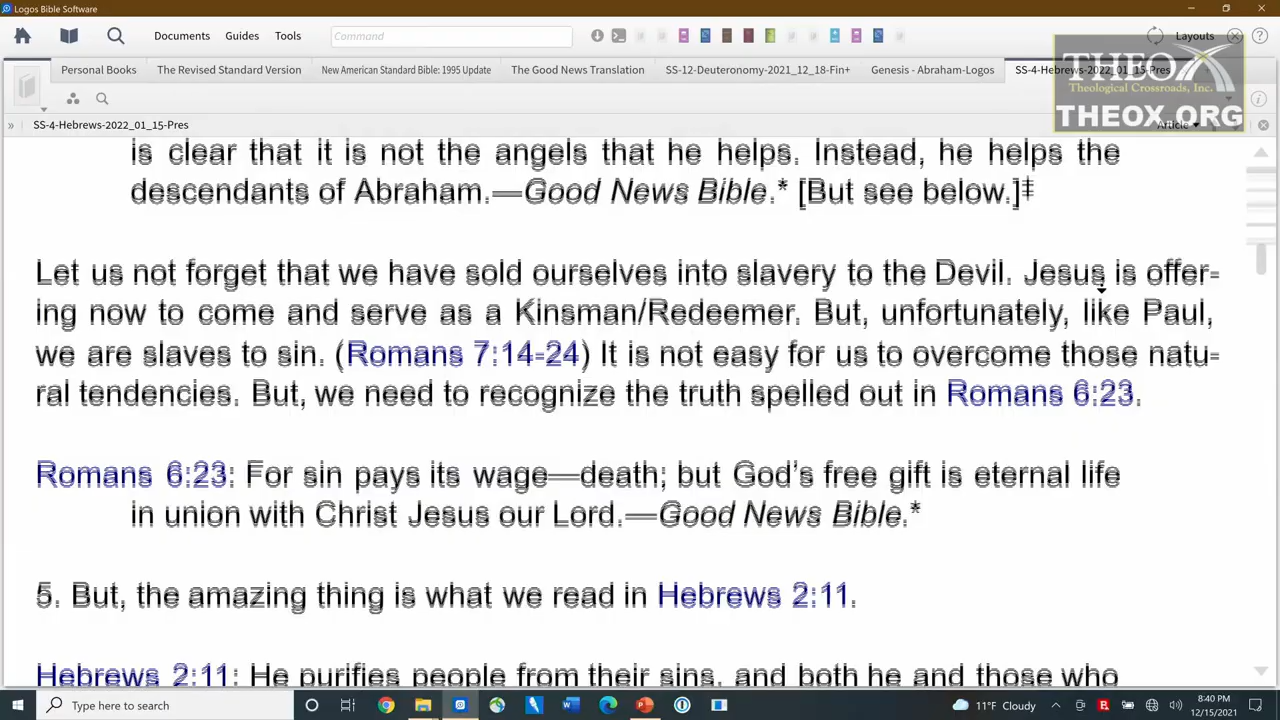 Logos Bible Software
Documents Guides Tools Command Layouts
Personal Books The Revised Standard Version The Good News Translation SS-12-Deuteronomy-2021_12_18-Fin+ Genesis - Abraham-Logos SS-4-Hebrews-2022_01_15-Pres
THEOX
Theological Crossroads, Inc.
THEOX.ORG
SS-4-Hebrews-2022_01_15-Pres Article
is clear that it is not the angels that he helps. Instead, he helps the
descendants of Abraham.—Good News Bible.* [But see below.]‡
Let us not forget that we have sold ourselves into slavery to the Devil. Jesus is offer-
ing now to come and serve as a Kinsman/Redeemer. But, unfortunately, like Paul,
we are slaves to sin. (Romans 7:14-24) It is not easy for us to overcome those natu-
ral tendencies. But, we need to recognize the truth spelled out in Romans 6:23.
Romans 6:23: For sin pays its wage—death; but God's free gift is eternal life
in union with Christ Jesus our Lord.—Good News Bible.*
5. But, the amazing thing is what we read in Hebrews 2:11.
Hebrews 2:11: He purifies people from their sins, and both he and those who
Type here to search
11°F Cloudy
8:40 PM
12/15/2021